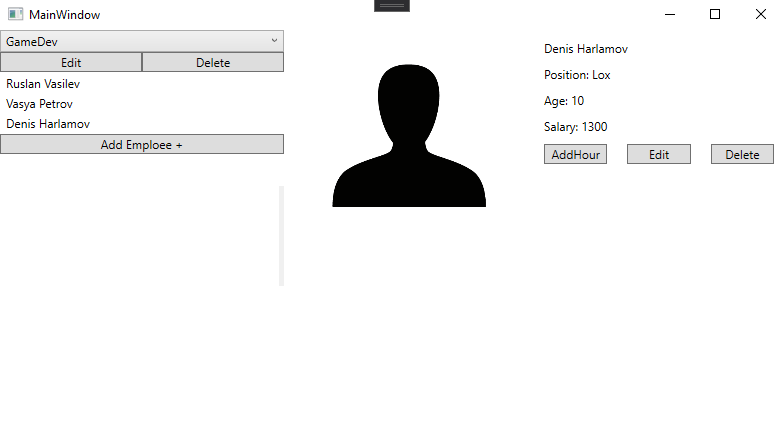 MainWindow
GameDev
Edit
Delete
Ruslan Vasilev
Vasya Petrov
Denis Harlamov
Add Emploee +
Denis Harlamov
Position: Lox
Age: 10
Salary: 1300
AddHour
Edit
Delete